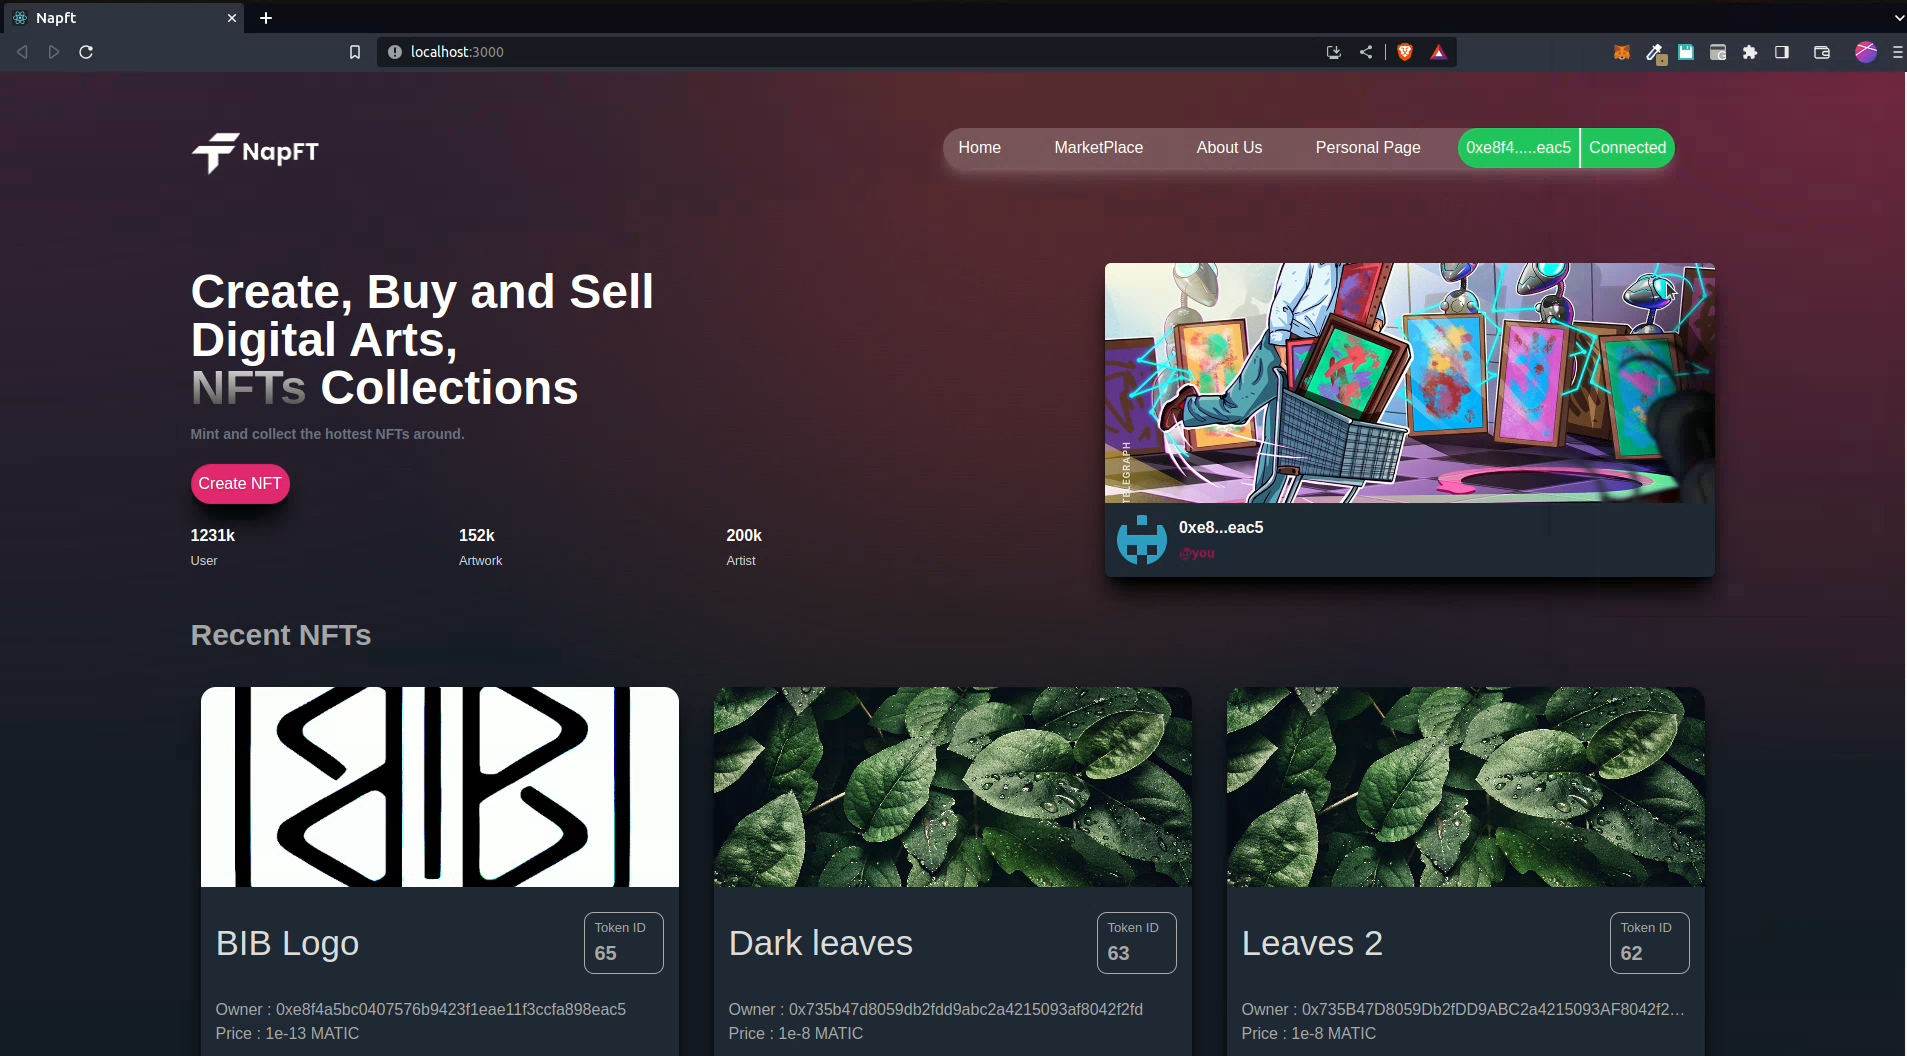 Napft
localhost:3000
NapFT
Home
MarketPlace
About Us
Personal Page
0xe8f4.....eac5
Connected
Create, Buy and Sell
Digital Arts,
NFTs Collections
Mint and collect the hottest NFTs around.
Create NFT
1231k
152k
200k
User
Artwork
Artist
TELEGRAPH
0xe8...eac5
@you
Recent NFTs
BIB Logo
Token ID
65
Owner : 0xe8f4a5bc0407576b9423f1eae11f3ccfa898eac5
Price : 1e-13 MATIC
Dark leaves
Token ID
63
Owner : 0x735b47d8059db2fdd9abc2a4215093af8042f2fd
Price : 1e-8 MATIC
Leaves 2
Token ID
62
Owner : 0x735B47D8059Db2fDD9ABC2a4215093AF8042f2...
Price : 1e-8 MATIC